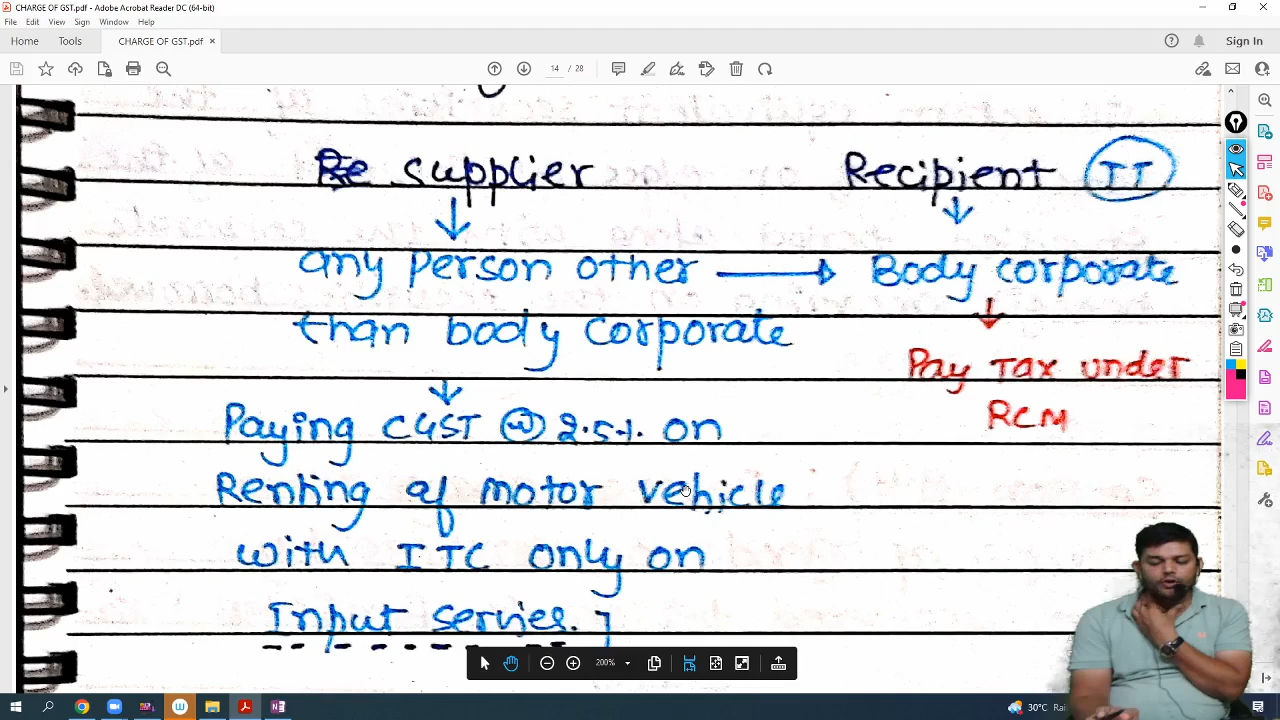 CHARGE OF GST.pdf - Adobe Acrobat Reader DC (64-bit)
File Edit View Sign Window Help
Home Tools CHARGE OF GST.pdf × Sign In
14 / 28
supplier Recipient II
any person other Body corporate
than body corporate
Pay Tax under
RCM
Paying CGST @ 2.5% on
Renting of motor vehicle
with ITC only on
Input servies.]
200%
W
30°C